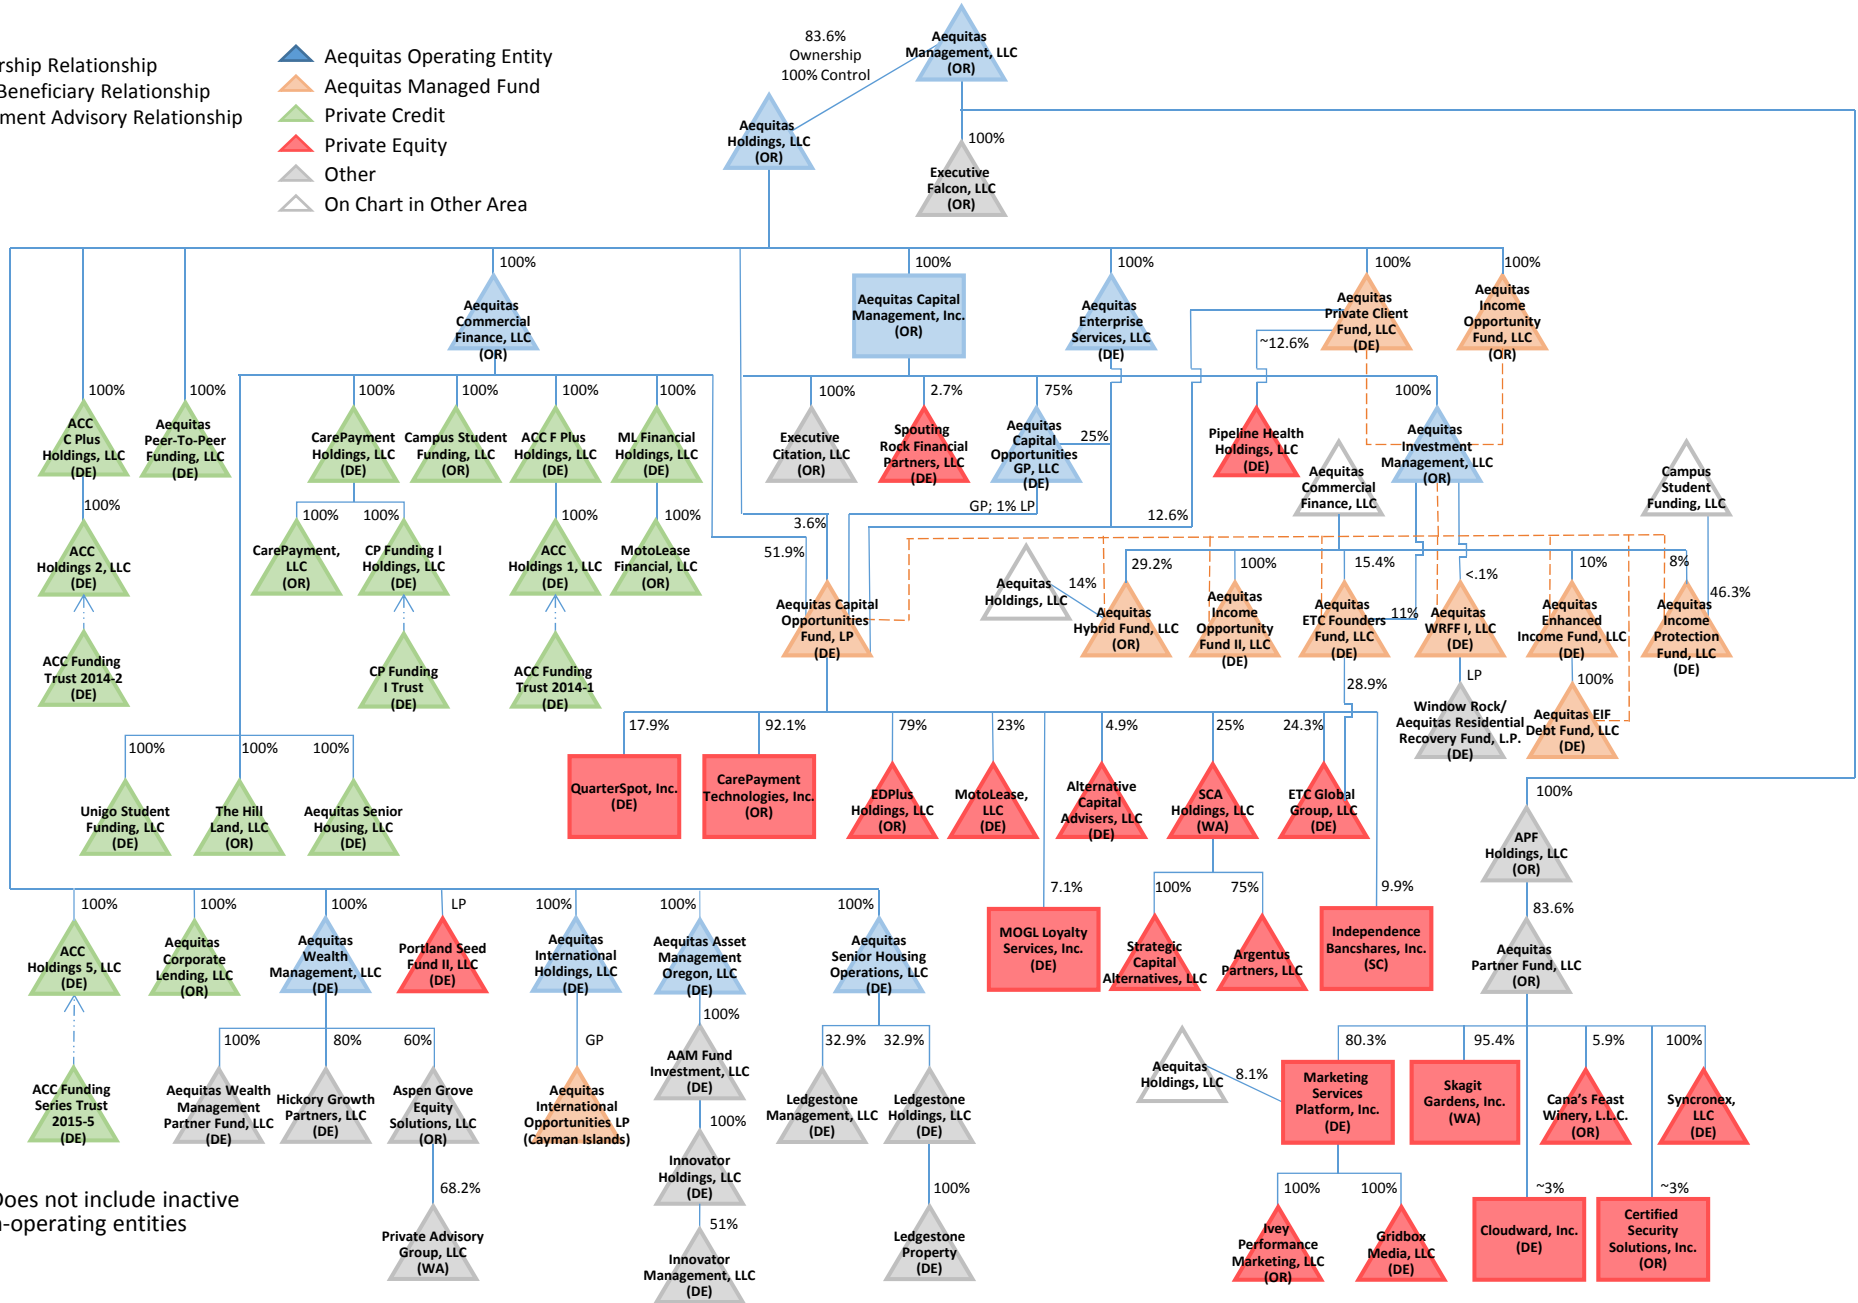 rship Relationship
Beneficiary Relationship
ment Advisory Relationship
Aequitas Operating Entity
Aequitas Managed Fund
Private Credit
Private Equity
Other
On Chart in Other Area
83.6%
Ownership
100% Control
Aequitas
Management, LLC
(OR)
Aequitas
Holdings, LLC
(OR)
100%
Executive
Falcon, LLC
(OR)
100%
Aequitas
Commercial
Finance, LLC
(OR)
100%
Aequitas Capital
Management, Inc.
(OR)
100%
Aequitas
Enterprise
Services, LLC
(DE)
100%
Aequitas
Private Client
Fund, LLC
(DE)
100%
Aequitas
Income
Opportunity
Fund, LLC
(OR)
~12.6%
100%
ACC
C Plus
Holdings, LLC
(DE)
100%
Aequitas
Peer-To-Peer
Funding, LLC
(DE)
100%
CarePayment
Holdings, LLC
(DE)
100%
Campus Student
Funding, LLC
(OR)
100%
ACC F Plus
Holdings, LLC
(DE)
100%
ML Financial
Holdings, LLC
(DE)
100%
Executive
Citation, LLC
(OR)
2.7%
Spouting
Rock Financial
Partners, LLC
(DE)
75%
Aequitas
Capital
Opportunities
GP, LLC
(DE)
25%
Pipeline Health
Holdings, LLC
(DE)
100%
Aequitas
Investment
Management, LLC
(OR)
Aequitas
Commercial
Finance, LLC
Campus
Student
Funding, LLC
100%
ACC
Holdings 2, LLC
(DE)
100%
CarePayment,
LLC
(OR)
100%
CP Funding I
Holdings, LLC
(DE)
100%
ACC
Holdings 1, LLC
(DE)
100%
MotoLease
Financial, LLC
(OR)
GP; 1% LP
3.6%
51.9%
12.6%
ACC Funding
Trust 2014-2
(DE)
CP Funding
I Trust
(DE)
ACC Funding
Trust 2014-1
(DE)
Aequitas Capital
Opportunities
Fund, LP
(DE)
Aequitas
Holdings, LLC
14%
29.2%
Aequitas
Hybrid Fund, LLC
(OR)
100%
Aequitas
Income
Opportunity
Fund II, LLC
(DE)
15.4%
Aequitas
ETC Founders
Fund, LLC
(DE)
11%
<.1%
Aequitas
WRFF I, LLC
(DE)
10%
Aequitas
Enhanced
Income Fund, LLC
(DE)
8%
46.3%
Aequitas
Income
Protection
Fund, LLC
(DE)
28.9%
LP
Window Rock/
Aequitas Residential
Recovery Fund, L.P.
(DE)
100%
Aequitas EIF
Debt Fund, LLC
(DE)
100%
Unigo Student
Funding, LLC
(DE)
100%
The Hill
Land, LLC
(OR)
100%
Aequitas Senior
Housing, LLC
(DE)
17.9%
QuarterSpot, Inc.
(DE)
92.1%
CarePayment
Technologies, Inc.
(OR)
79%
EDPlus
Holdings, LLC
(OR)
23%
MotoLease,
LLC
(DE)
4.9%
Alternative
Capital
Advisers, LLC
(DE)
25%
SCA
Holdings, LLC
(WA)
24.3%
ETC Global
Group, LLC
(DE)
100%
APF
Holdings, LLC
(OR)
7.1%
MOGL Loyalty
Services, Inc.
(DE)
100%
Strategic
Capital
Alternatives, LLC
75%
Argentus
Partners, LLC
9.9%
Independence
Bancshares, Inc.
(SC)
83.6%
Aequitas
Partner Fund, LLC
(OR)
100%
ACC
Holdings 5, LLC
(DE)
100%
Aequitas
Corporate
Lending, LLC
(OR)
100%
Aequitas
Wealth
Management, LLC
(DE)
LP
Portland Seed
Fund II, LLC
(DE)
100%
Aequitas
International
Holdings, LLC
(DE)
100%
Aequitas Asset
Management
Oregon, LLC
(DE)
100%
Aequitas
Senior Housing
Operations, LLC
(DE)
ACC Funding
Series Trust
2015-5
(DE)
100%
Aequitas Wealth
Management
Partner Fund, LLC
(DE)
80%
Hickory Growth
Partners, LLC
(DE)
60%
Aspen Grove
Equity
Solutions, LLC
(OR)
GP
Aequitas
International
Opportunities LP
(Cayman Islands)
100%
AAM Fund
Investment, LLC
(DE)
32.9%
Ledgestone
Management, LLC
(DE)
32.9%
Ledgestone
Holdings, LLC
(DE)
Aequitas
Holdings, LLC
8.1%
80.3%
Marketing
Services
Platform, Inc.
(DE)
95.4%
Skagit
Gardens, Inc.
(WA)
5.9%
Cana's Feast
Winery, L.L.C.
(OR)
100%
Syncronex,
LLC
(DE)
100%
Innovator
Holdings, LLC
(DE)
Does not include inactive
n-operating entities
68.2%
Private Advisory
Group, LLC
(WA)
51%
Innovator
Management, LLC
(DE)
100%
Ledgestone
Property
(DE)
100%
Ivey
Performance
Marketing, LLC
(OR)
100%
Gridbox
Media, LLC
(DE)
~3%
Cloudward, Inc.
(DE)
~3%
Certified
Security
Solutions, Inc.
(OR)